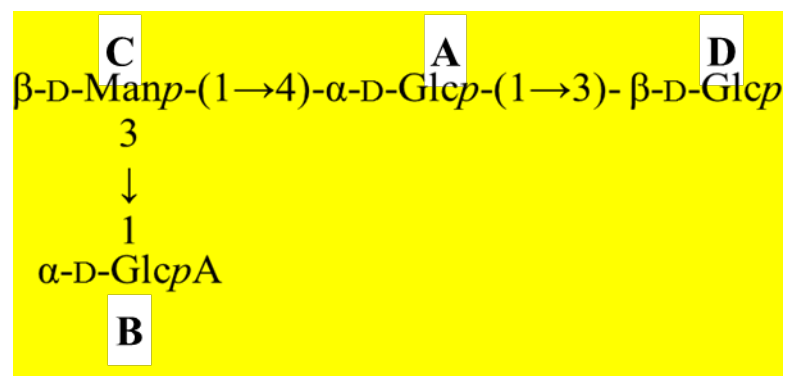 C A D
β-D-Manp-(1→4)-α-D-Glcp-(1→3)- β-D-Glcp
3
↓
1
α-D-GlcpA
B